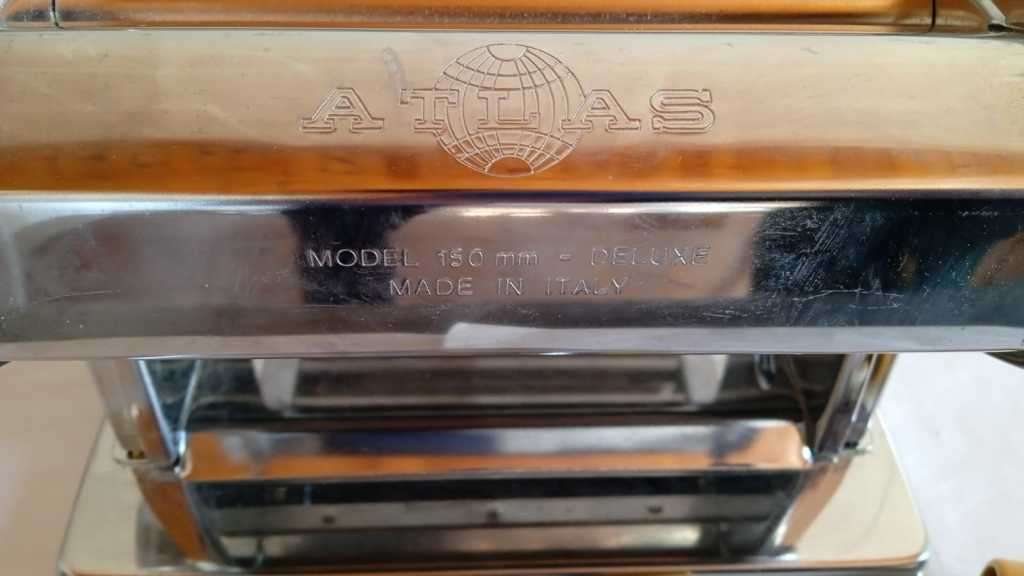 ATLAS
MODEL 150 mm - DELUXE
MADE IN ITALY